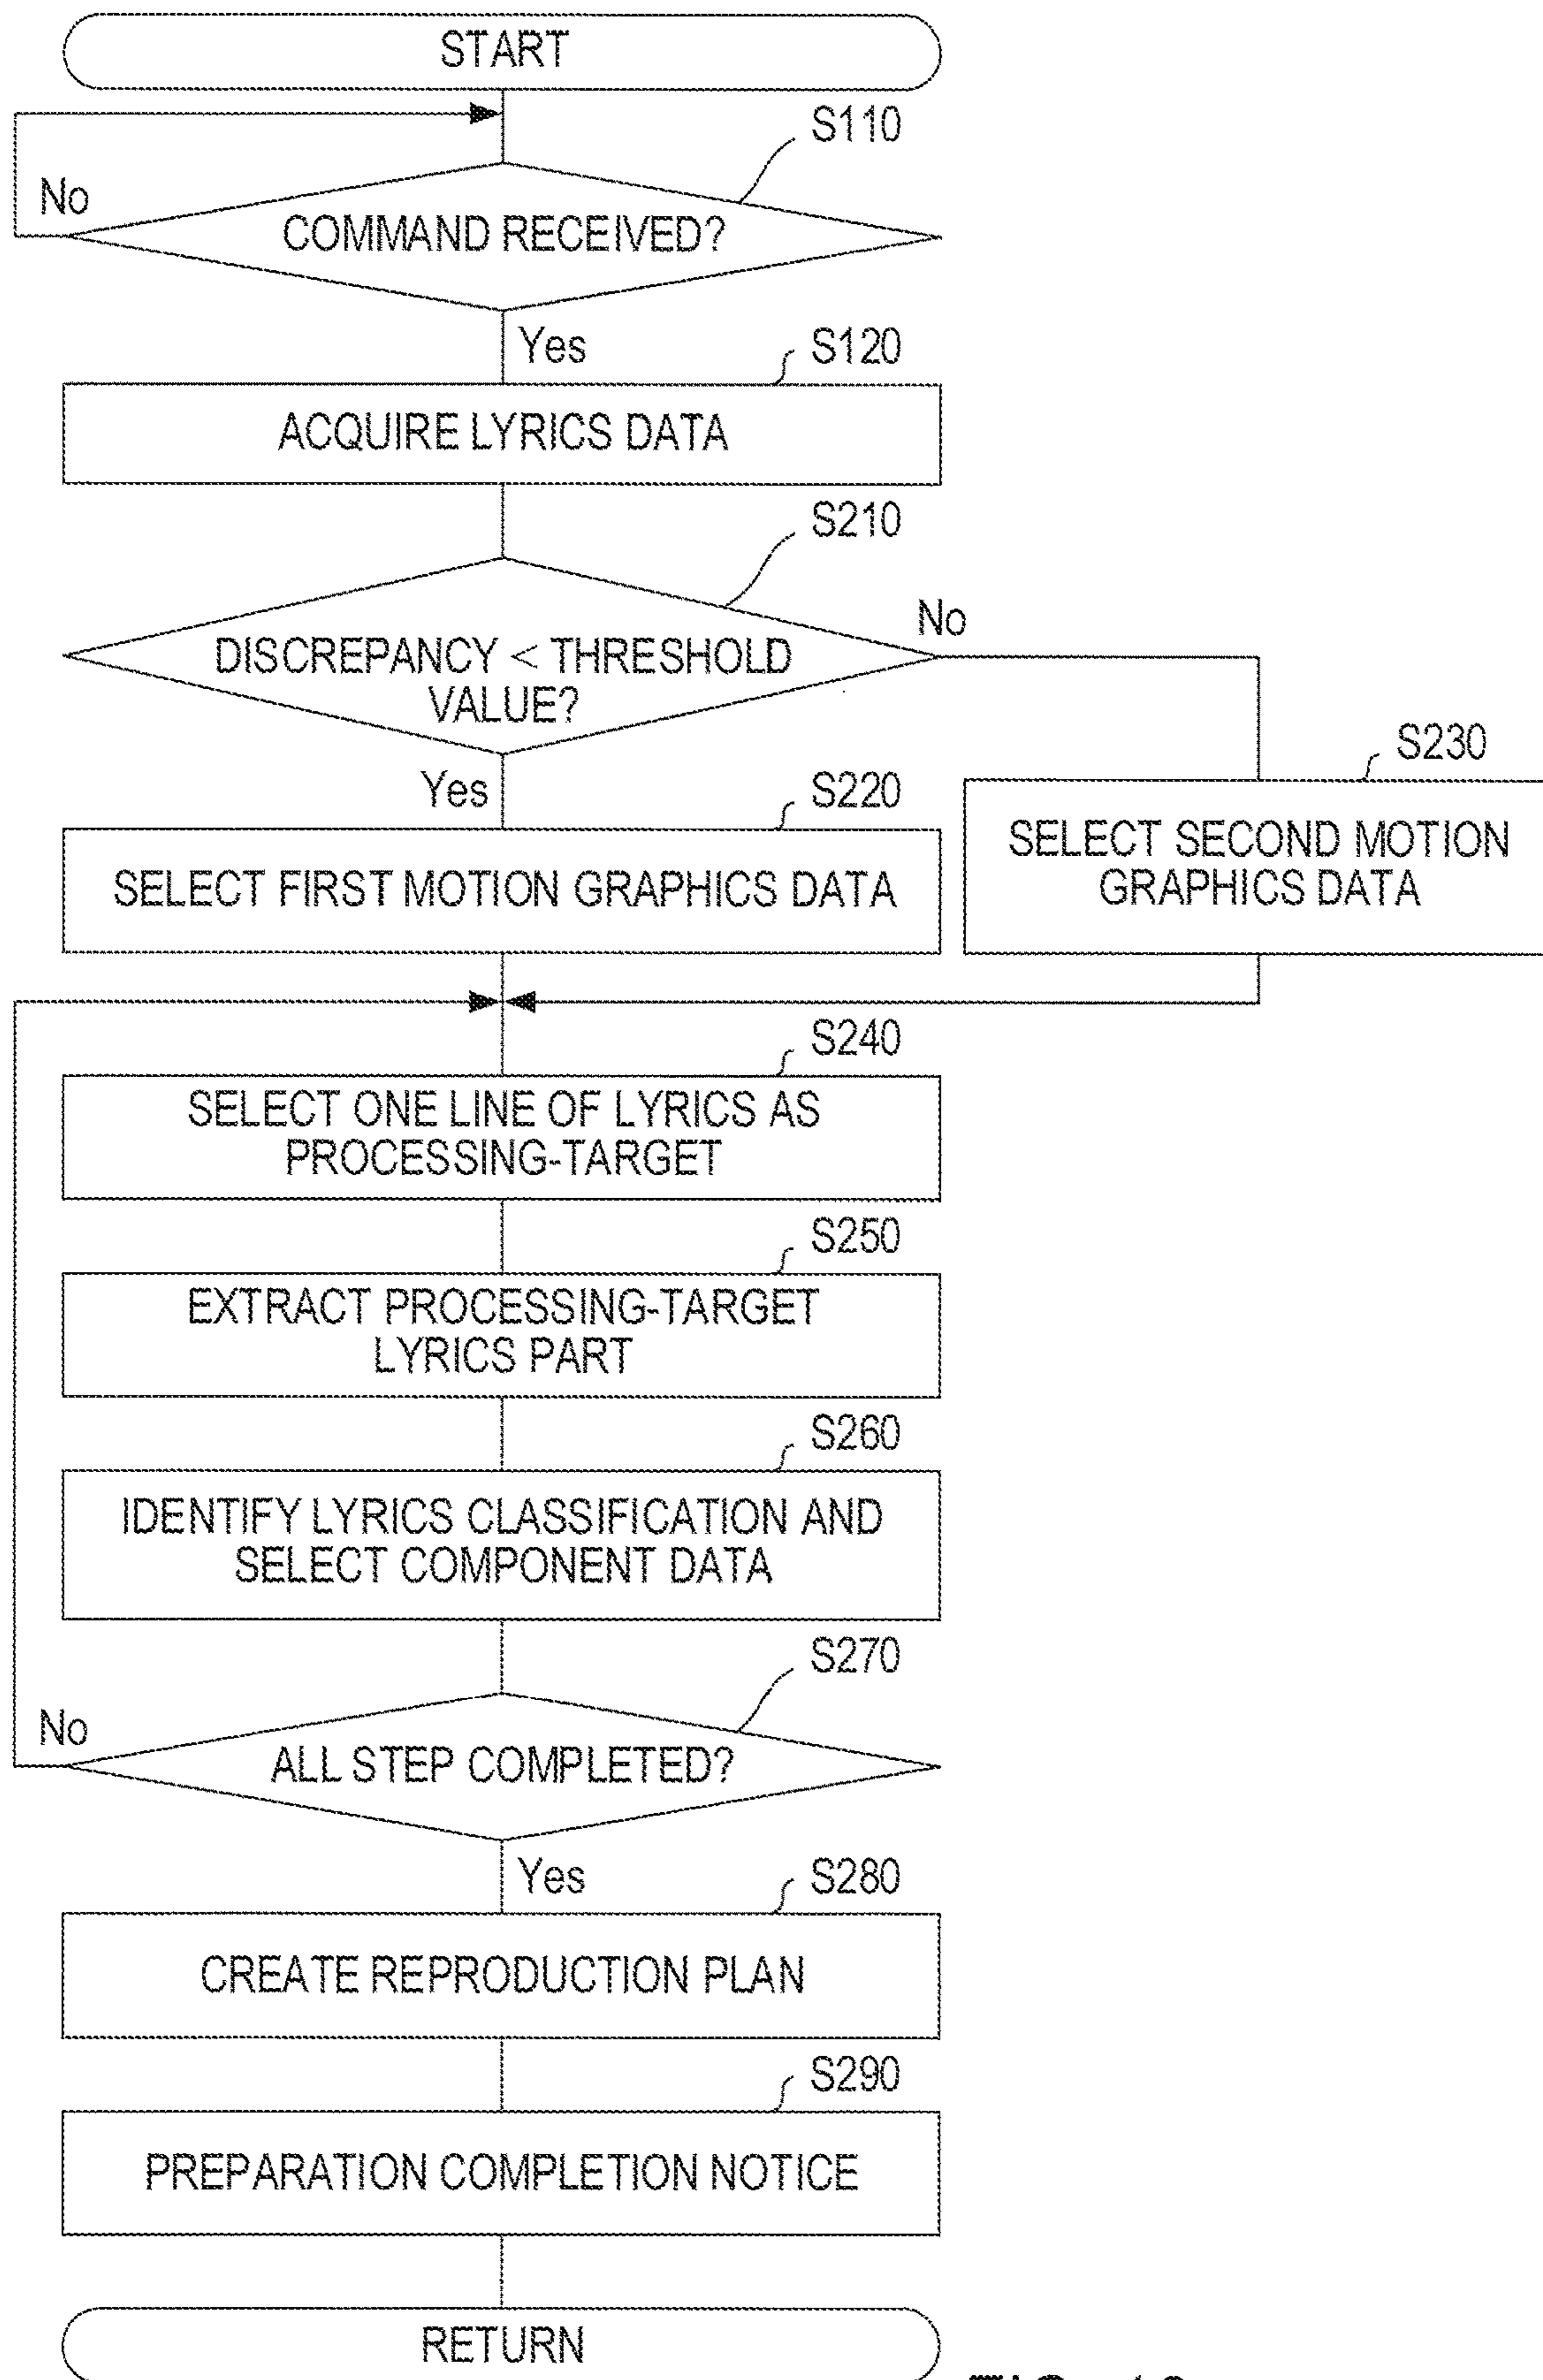 START
S110
No
COMMAND RECEIVED?
Yes
S120
ACQUIRE LYRICS DATA
S210
No
DISCREPANCY < THRESHOLD
VALUE?
Yes
S220
S230
SELECT FIRST MOTION GRAPHICS DATA
SELECT SECOND MOTION
GRAPHICS DATA
S240
SELECT ONE LINE OF LYRICS AS
PROCESSING-TARGET
S250
EXTRACT PROCESSING-TARGET
LYRICS PART
S260
IDENTIFY LYRICS CLASSIFICATION AND
SELECT COMPONENT DATA
S270
No
ALL STEP COMPLETED?
Yes
S280
CREATE REPRODUCTION PLAN
S290
PREPARATION COMPLETION NOTICE
RETURN